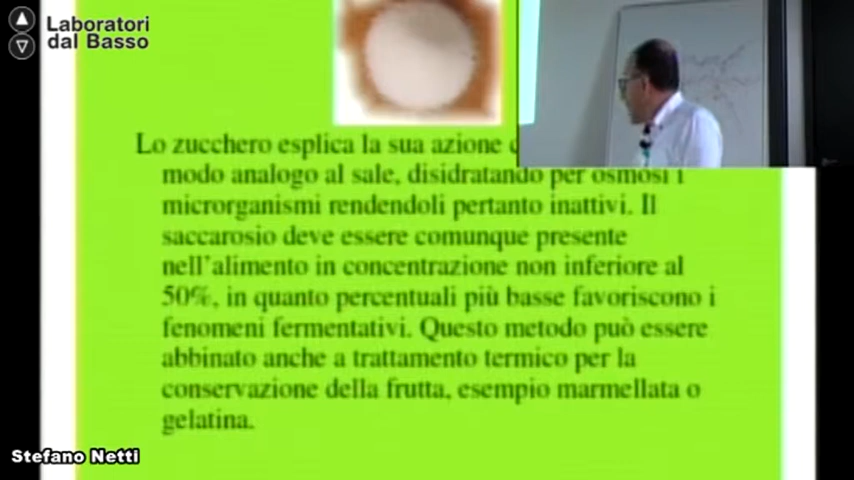 Laboratori
dal Basso
Lo zucchero esplica la sua azione
modo analogo al sale, disidratando per osmosi i
microrganismi rendendoli pertanto inattivi. Il
saccarosio deve essere comunque presente
nell'alimento in concentrazione non inferiore al
50%, in quanto percentuali più basse favoriscono i
fenomeni fermentativi. Questo metodo può essere
abbinato anche a trattamento termico per la
conservazione della frutta, esempio marmellata o
gelatina.
Stefano Netti